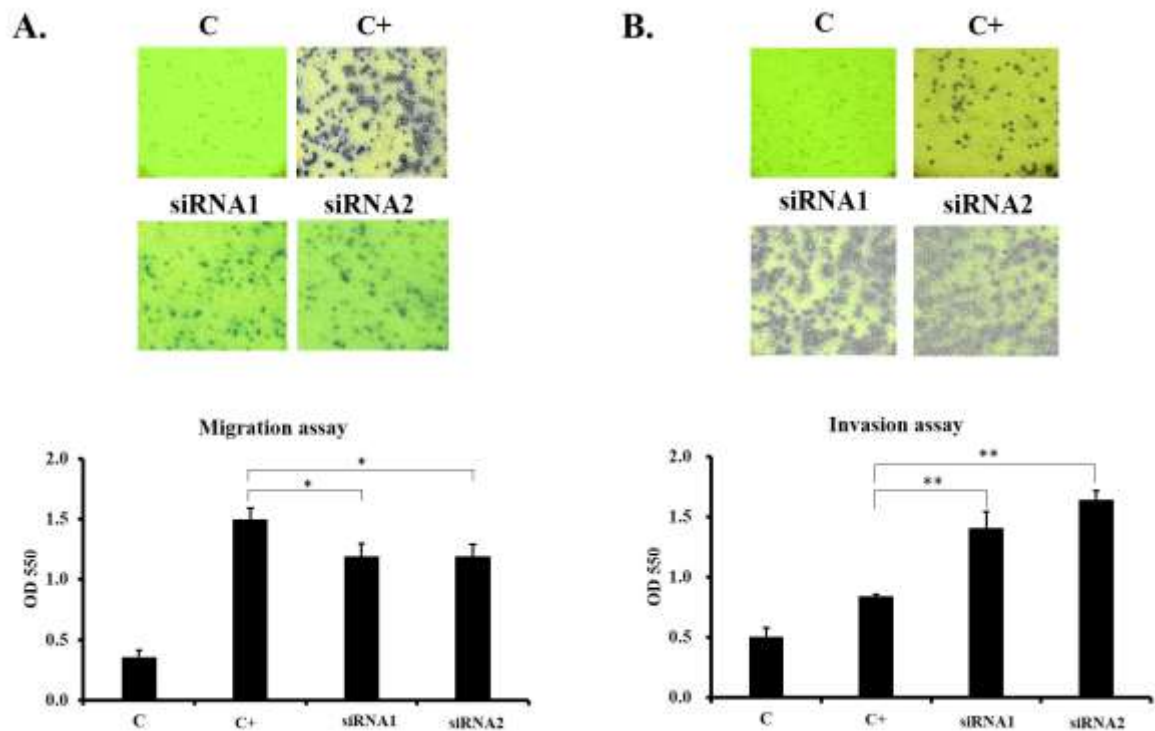 A.
C
C+
siRNA1
siRNA2
Migration assay
2.0
1.5
1.0
0.5
0.0
OD 550
*
*
C
C+
siRNA1
siRNA2
B.
C
C+
siRNA1
siRNA2
Invasion assay
2.0
1.5
1.0
0.5
0.0
OD 550
**
**
C
C+
siRNA1
siRNA2